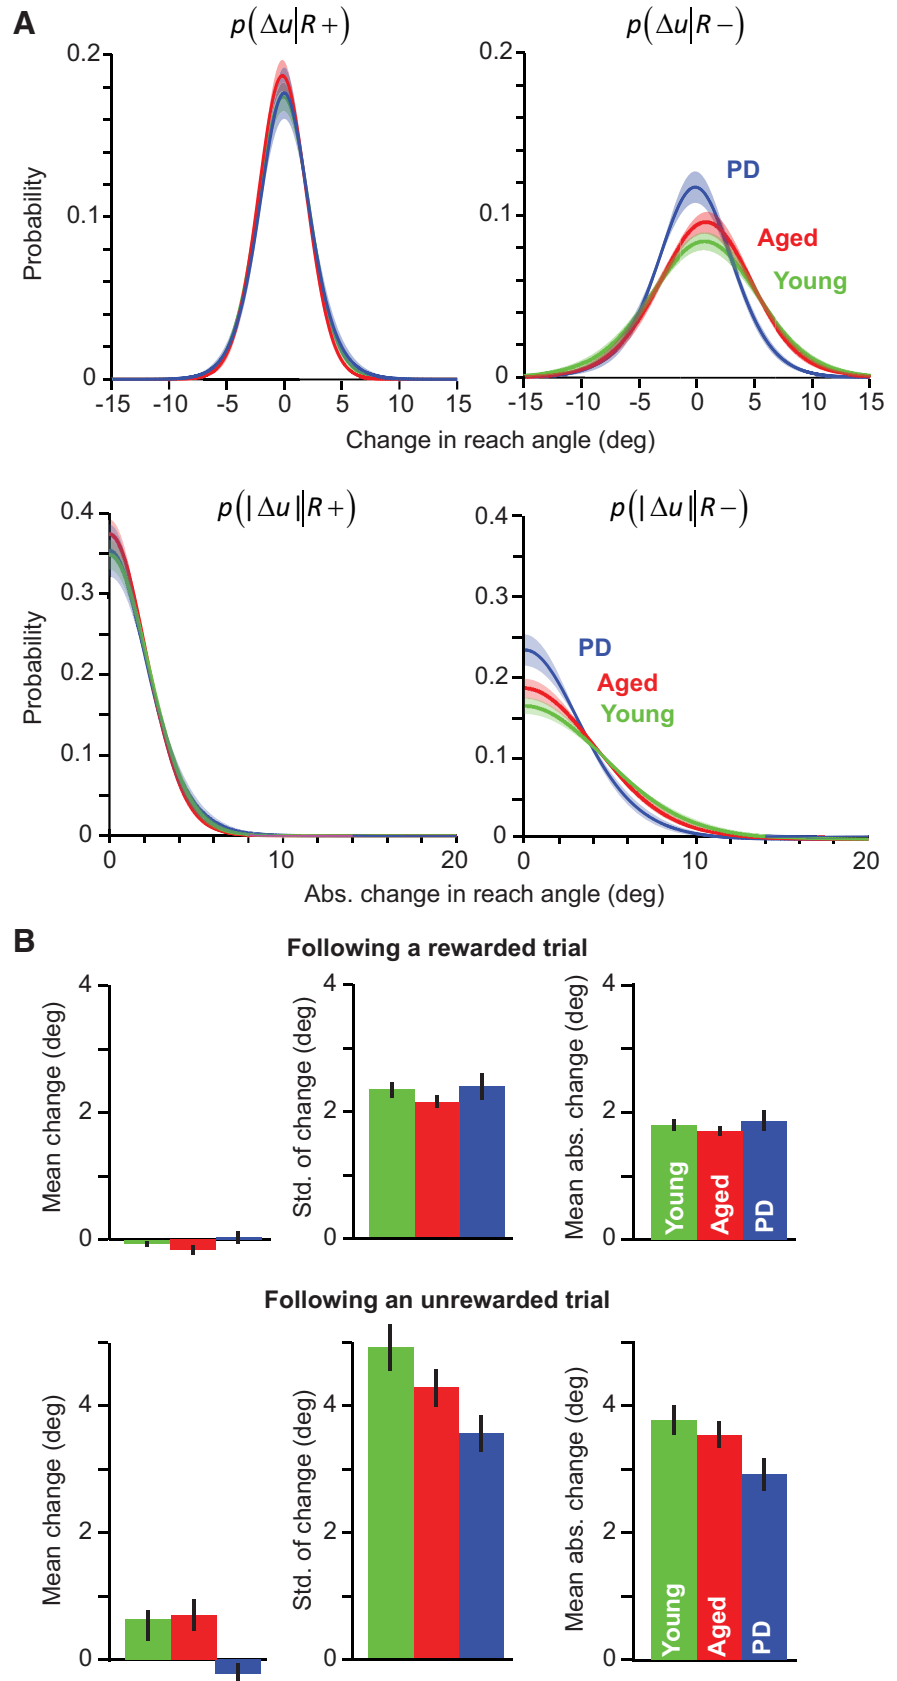 A
p(Δu|R+)
p(Δu|R−)
0.2
0.1
0
Probability
-15 -10 -5 0 5 10 15
0.2
0.1
0
PD
Aged
Young
-15 -10 -5 0 5 10 15
Change in reach angle (deg)
p(|Δu||R+)
p(|Δu||R−)
0.4
0.3
0.2
0.1
0
Probability
0 10 20
0.4
0.3
0.2
0.1
0
PD
Aged
Young
0 10 20
Abs. change in reach angle (deg)
B
Following a rewarded trial
Mean change (deg)
4
2
0
Std. of change (deg)
4
2
0
Mean abs. change (deg)
4
2
0
Young
Aged
PD
Following an unrewarded trial
Mean change (deg)
4
2
0
Std. of change (deg)
4
2
0
Mean abs. change (deg)
4
2
0
Young
Aged
PD